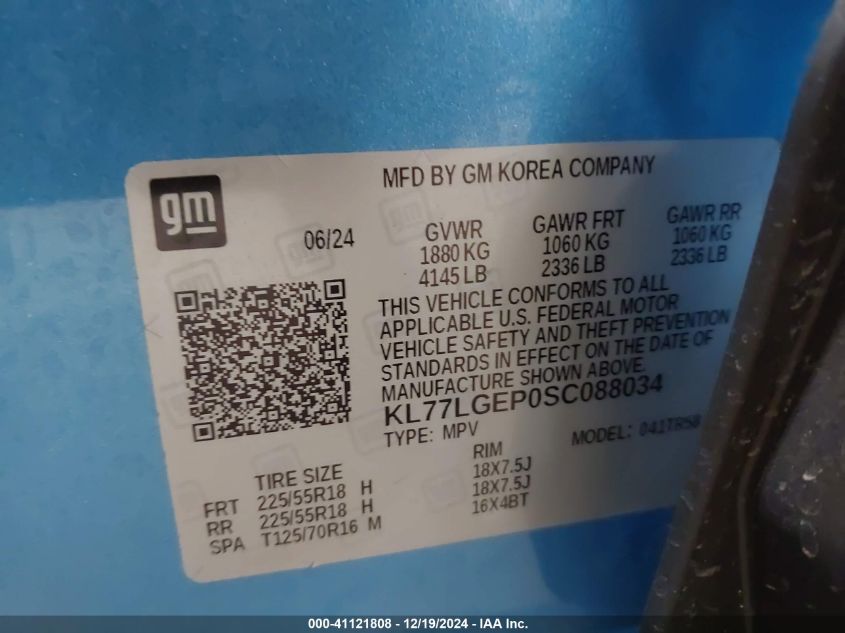 gm
MFD BY GM KOREA COMPANY
06/24
GVWR GAWR FRT GAWR RR
1880 KG 1060 KG 1060 KG
4145 LB 2336 LB 2336 LB
THIS VEHICLE CONFORMS TO ALL
APPLICABLE U.S. FEDERAL MOTOR
VEHICLE SAFETY AND THEFT PREVENTION
STANDARDS IN EFFECT ON THE DATE OF
MANUFACTURE SHOWN ABOVE.
KL77LGEP0SC088034
TYPE: MPV MODEL:
TIRE SIZE RIM
FRT 225/55R18 H 18X7.5J
RR 225/55R18 H 18X7.5J
SPA T125/70R16 M 16X4BT
000-41121808 - 12/19/2024 - IAA Inc.